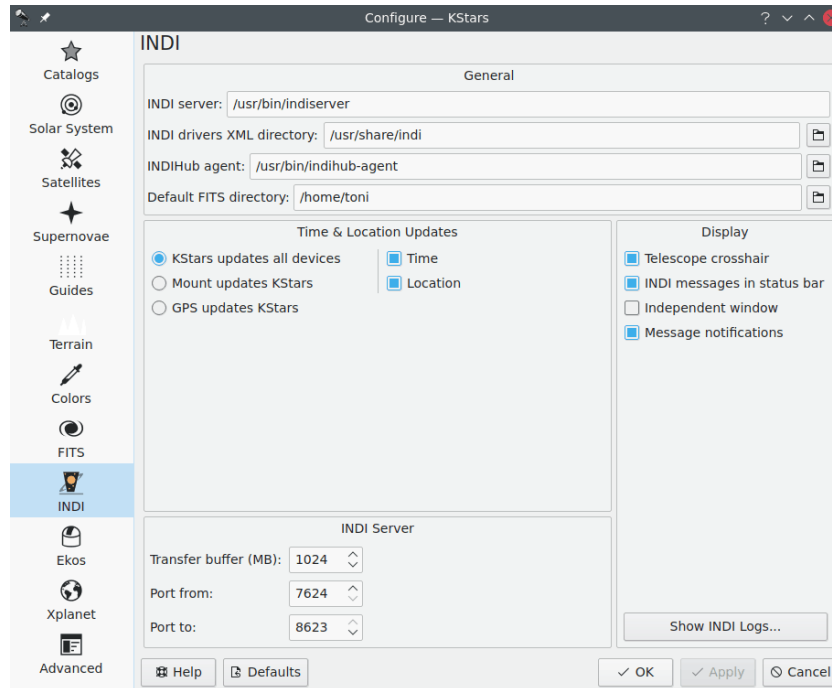 Configure — KStars
Catalogs
Solar System
Satellites
Supernovae
Guides
Terrain
Colors
FITS
INDI
Ekos
Xplanet
Advanced
INDI
General
INDI server: /usr/bin/indiserver
INDI drivers XML directory: /usr/share/indi
INDIHub agent: /usr/bin/indihub-agent
Default FITS directory: /home/toni
Time & Location Updates
KStars updates all devices
Mount updates KStars
GPS updates KStars
Time
Location
Display
Telescope crosshair
INDI messages in status bar
Independent window
Message notifications
INDI Server
Transfer buffer (MB): 1024
Port from: 7624
Port to: 8623
Show INDI Logs...
Help Defaults OK Apply Cancel